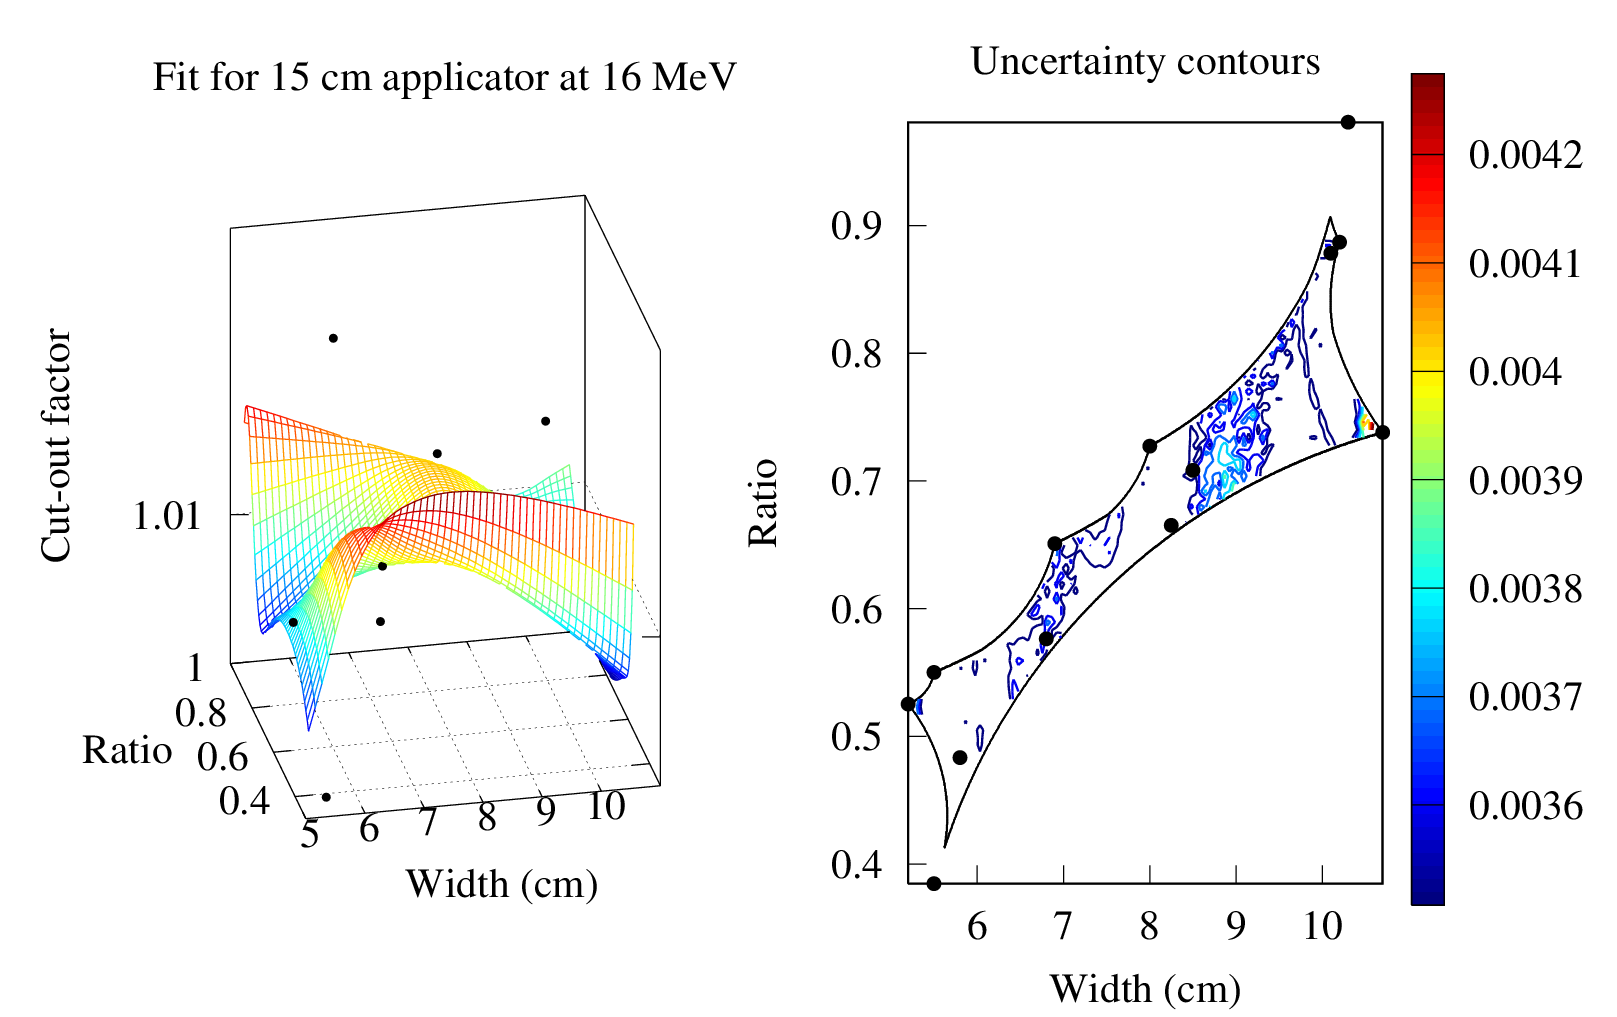 Fit for 15 cm applicator at 16 MeV
Cut-out factor
1.01
1
0.8
0.6
0.4
Ratio
5 6 7 8 9 10
Width (cm)
Uncertainty contours
Ratio
0.9
0.8
0.7
0.6
0.5
0.4
6 7 8 9 10
Width (cm)
0.0042
0.0041
0.004
0.0039
0.0038
0.0037
0.0036